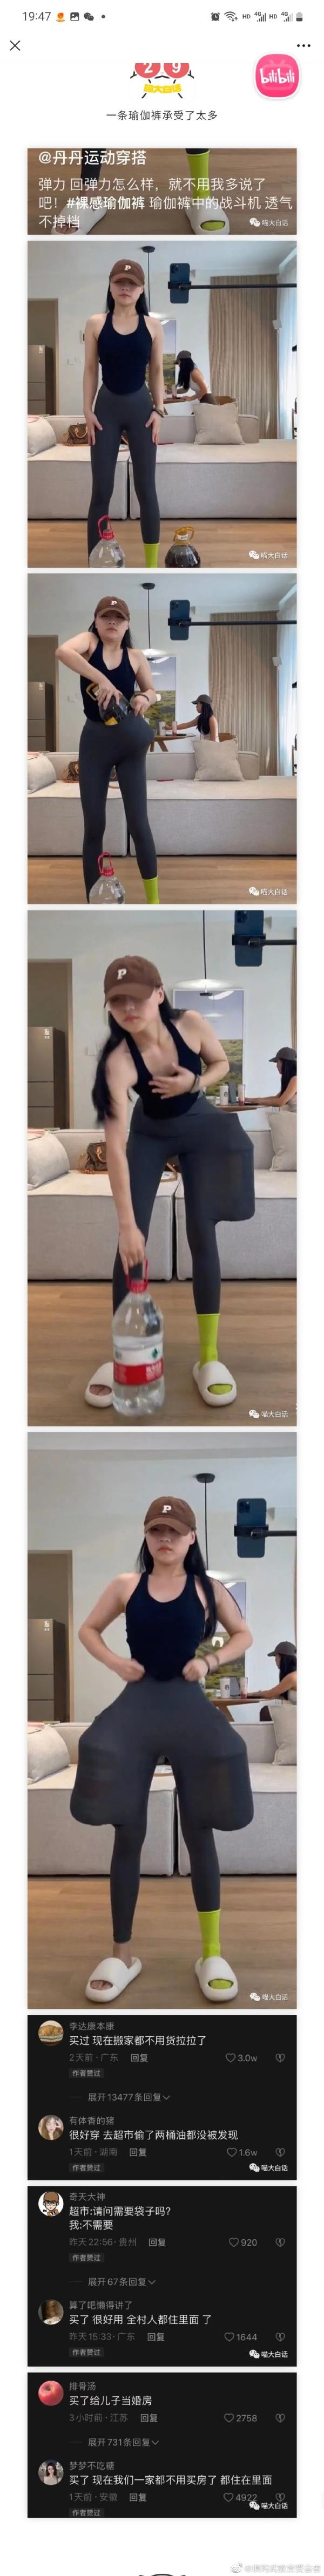 19:47
HD 4G HD 4G
29
喵大白话
bilibili
一条瑜伽裤承受了太多
@丹丹运动穿搭
弹力 回弹力怎么样，就不用我多说了
吧！#裸感瑜伽裤 瑜伽裤中的战斗机 透气
不掉裆
喵大白话
P
喵大白话
P
喵大白话
P
喵大白话
P
喵大白话
李达康本康
买过 现在搬家都不用货拉拉了
2天前·广东 回复 3.0w
作者赞过
展开13477条回复
有体香的猪
很好穿 去超市偷了两桶油都没被发现
1天前·湖南 回复 1.6w
作者赞过
喵大白话
奇天大神
超市:请问需要袋子吗?
我:不需要
昨天 22:56·贵州 回复 920
作者赞过
展开67条回复
算了吧懒得讲了
买了 很好用 全村人都住里面 了
昨天 15:33·广东 回复 1644
作者赞过
喵大白话
排骨汤
买了给儿子当婚房
3小时前·江苏 回复 2758
展开731条回复
梦梦不吃糖
买了 现在我们一家都不用买房了 都住在里面
1天前·安徽 回复 4922
喵大白话
作者赞过